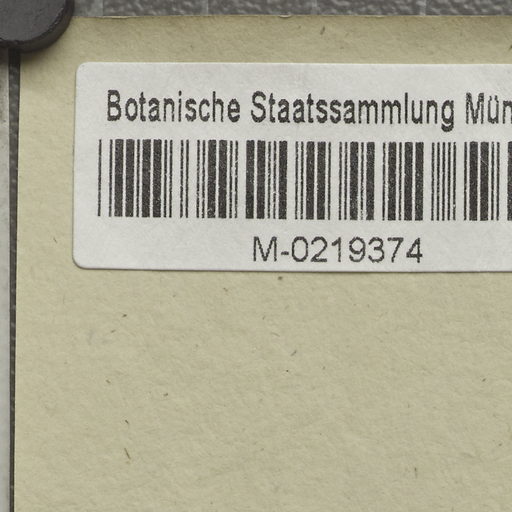 Botanische Staatssammlung Mün
M-0219374